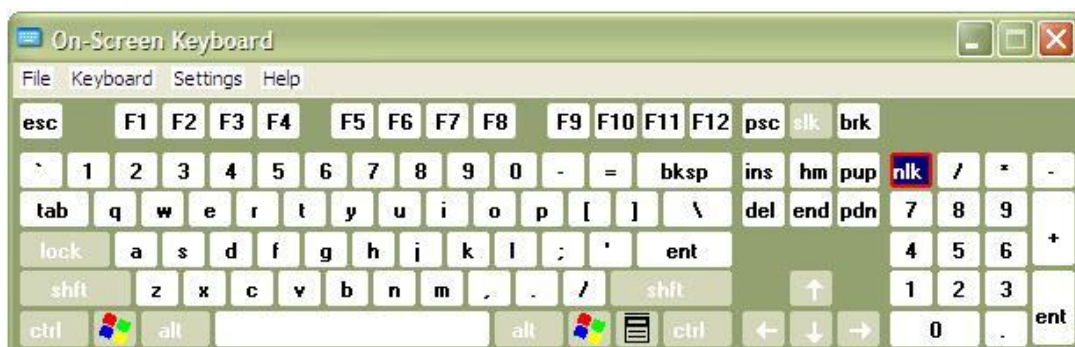 On-Screen Keyboard
File Keyboard Settings Help
esc F1 F2 F3 F4 F5 F6 F7 F8 F9 F10 F11 F12 psc slk brk
` 1 2 3 4 5 6 7 8 9 0 - = bksp ins hm pup nlk / * -
tab q w e r t y u i o p [ ] \ del end pdn 7 8 9 +
lock a s d f g h j k l ; ' ent 4 5 6
shft z x c v b n m , . / shft ↑ 1 2 3 ent
ctrl alt alt ctrl ← ↓ → 0 .